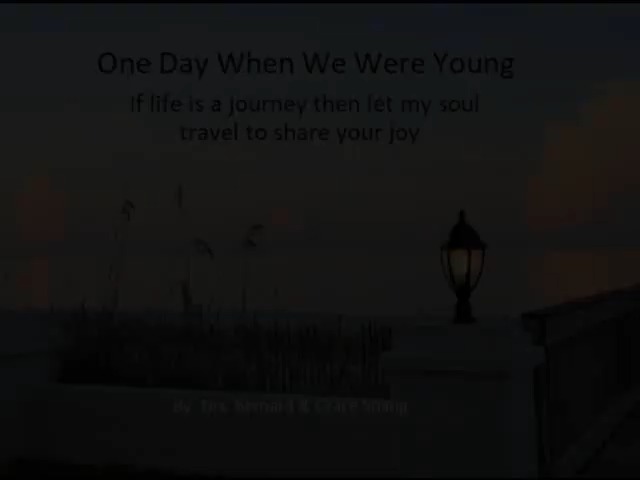 One Day When We Were Young
If life is a journey then let my soul
travel to share your joy
By